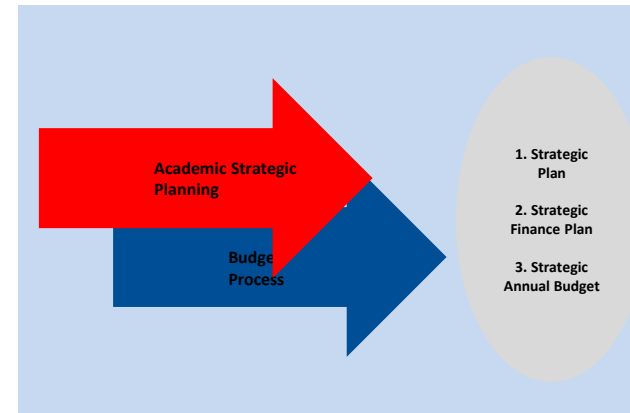 Academic Strategic
Planning
Budge
Process
1. Strategic
Plan
2. Strategic
Finance Plan
3. Strategic
Annual Budget